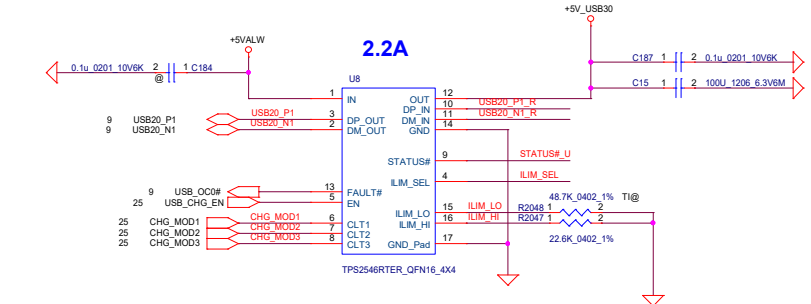 +5V_USB30
+5VALW
2.2A
0.1u_0201_10V6K 2 1 C184
@
C187 1 2 0.1u_0201_10V6K
C15 1 2 100U_1206_6.3V6M
U8
1 IN OUT 12
DP_IN 10 USB20_P1_R
9 USB20_P1 USB20_P1 3 DP_OUT DM_IN 11 USB20_N1_R
9 USB20_N1 USB20_N1 2 DM_OUT GND 14
STATUS# 9 STATUS#_U
ILIM_SEL 4 ILIM_SEL
9 USB_OC0# 13 FAULT#
25 USB_CHG_EN 5 EN
48.7K_0402_1% TI@
ILIM_LO 15 ILIM_LO R2048 1 2
25 CHG_MOD1 CHG_MOD1 6 CLT1 ILIM_HI 16 ILIM_HI R2047 1 2
25 CHG_MOD2 CHG_MOD2 7 CLT2
25 CHG_MOD3 CHG_MOD3 8 CLT3 GND_Pad 17
22.6K_0402_1%
TPS2546RTER_QFN16_4X4